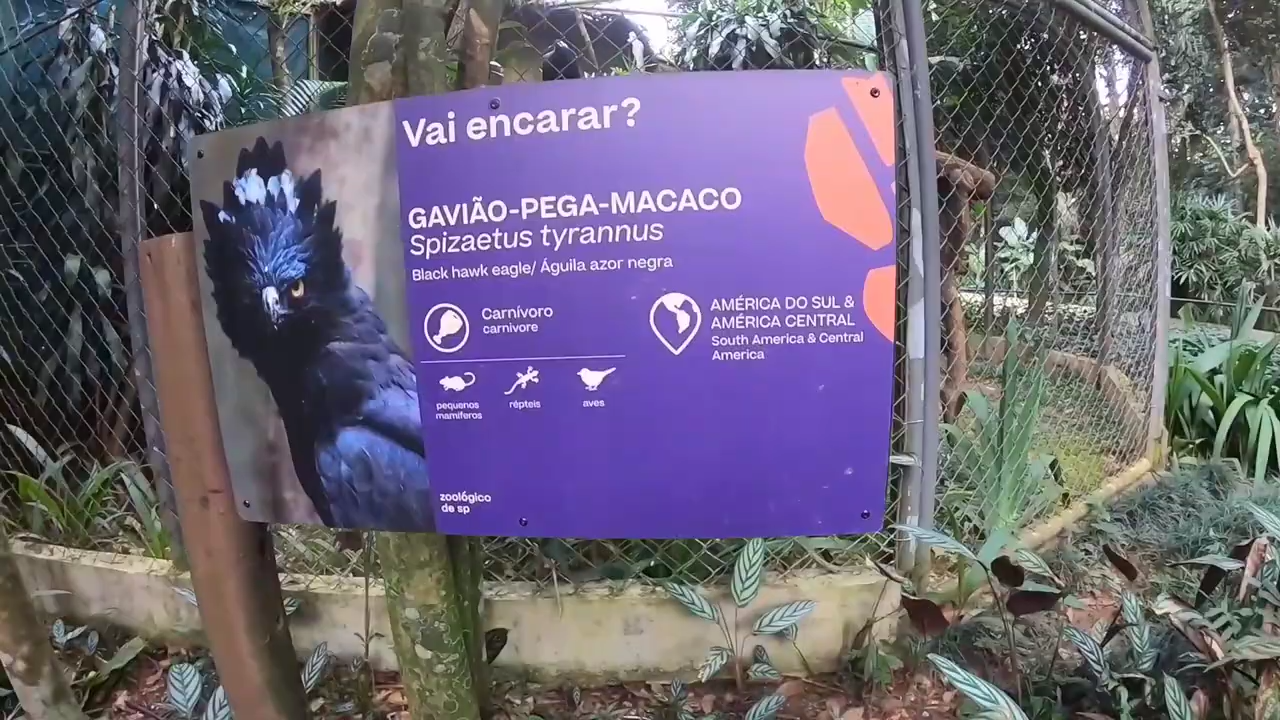 Vai encarar?
GAVIÃO-PEGA-MACACO
Spizaetus tyrannus
Black hawk eagle/ Águila azor negra
Carnívoro
carnivore
AMÉRICA DO SUL &
AMÉRICA CENTRAL
South America & Central
America
pequenos
mamíferos
répteis
aves
zoológico
de sp